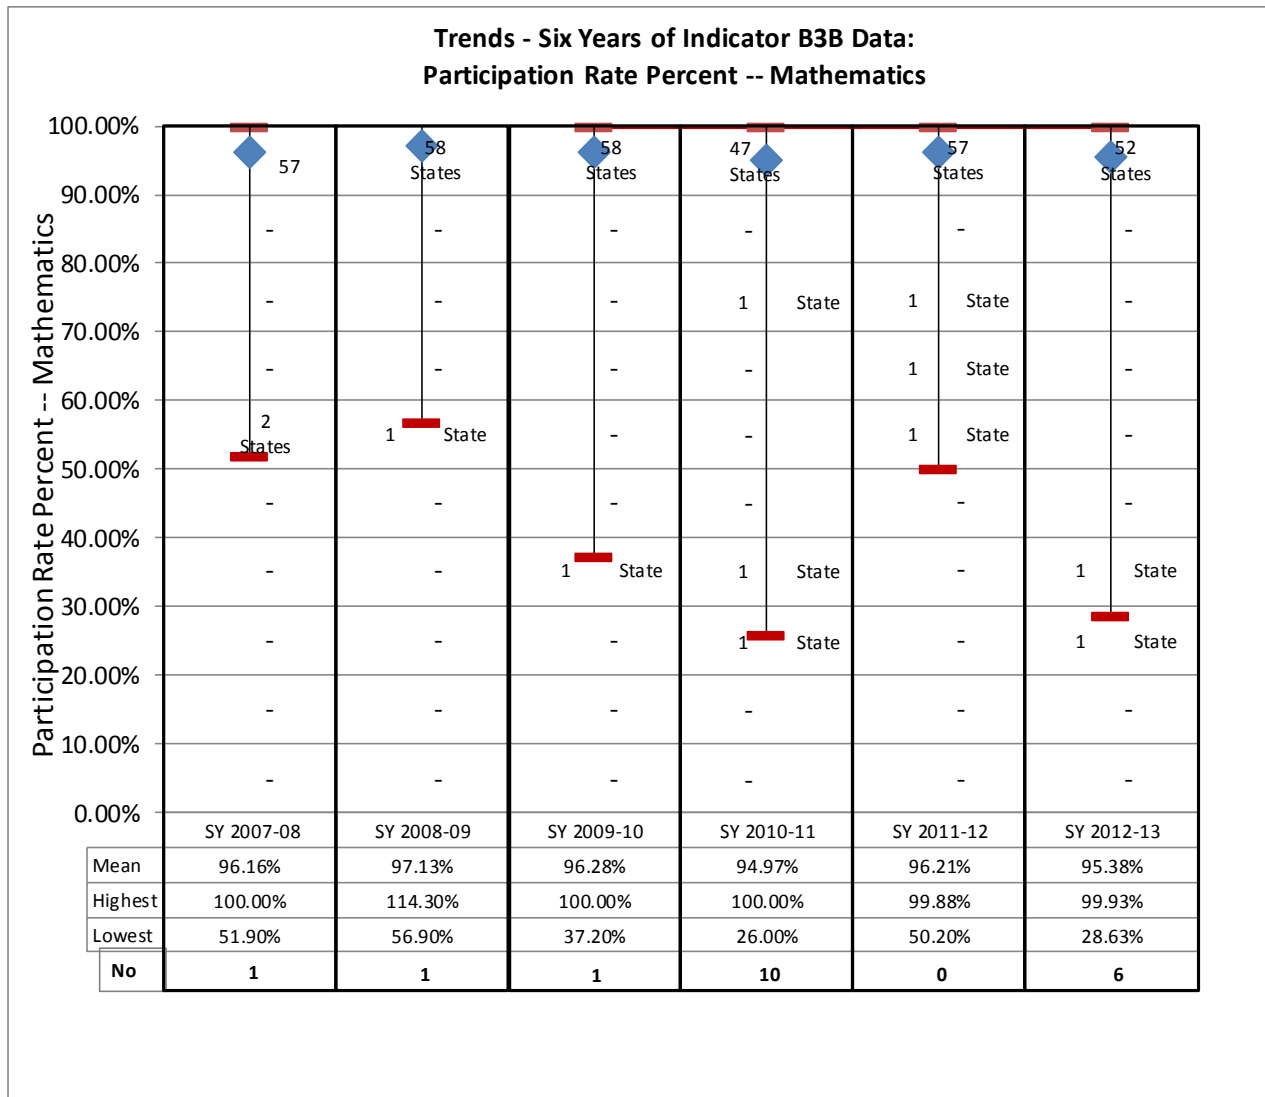 Trends - Six Years of Indicator B3B Data:
Participation Rate Percent -- Mathematics
Participation Rate Percent -- Mathematics
100.00%
57
58
States
58
States
47
States
57
States
52
States
90.00%
- - - - - -
80.00%
- - - 1 State 1 State -
70.00%
- - - - 1 State -
60.00%
2
States
1 State - - 1 State -
50.00%
- - - - - -
40.00%
- - 1 State 1 State - 1 State
30.00%
- - - 1 State - 1 State
20.00%
- - - - - -
10.00%
- - - - - -
0.00%
SY 2007-08 SY 2008-09 SY 2009-10 SY 2010-11 SY 2011-12 SY 2012-13
Mean 96.16% 97.13% 96.28% 94.97% 96.21% 95.38%
Highest 100.00% 114.30% 100.00% 100.00% 99.88% 99.93%
Lowest 51.90% 56.90% 37.20% 26.00% 50.20% 28.63%
No 1 1 1 10 0 6